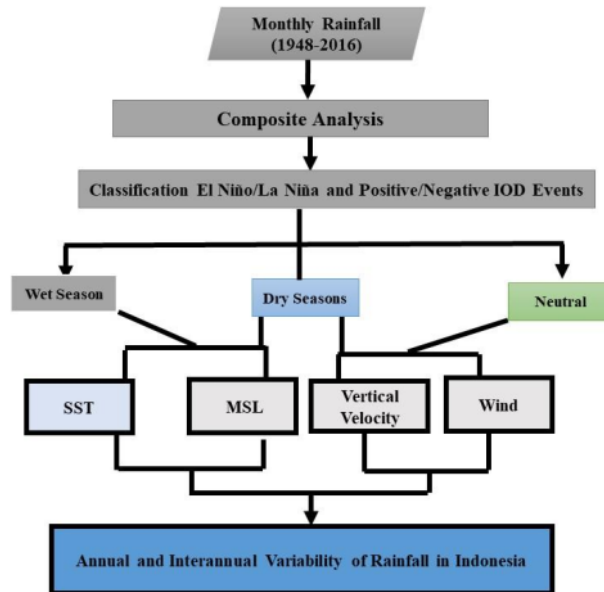 Monthly Rainfall
(1948-2016)
Composite Analysis
Classification El Niño/La Niña and Positive/Negative IOD Events
Wet Season
Dry Seasons
Neutral
SST
MSL
Vertical
Velocity
Wind
Annual and Interannual Variability of Rainfall in Indonesia